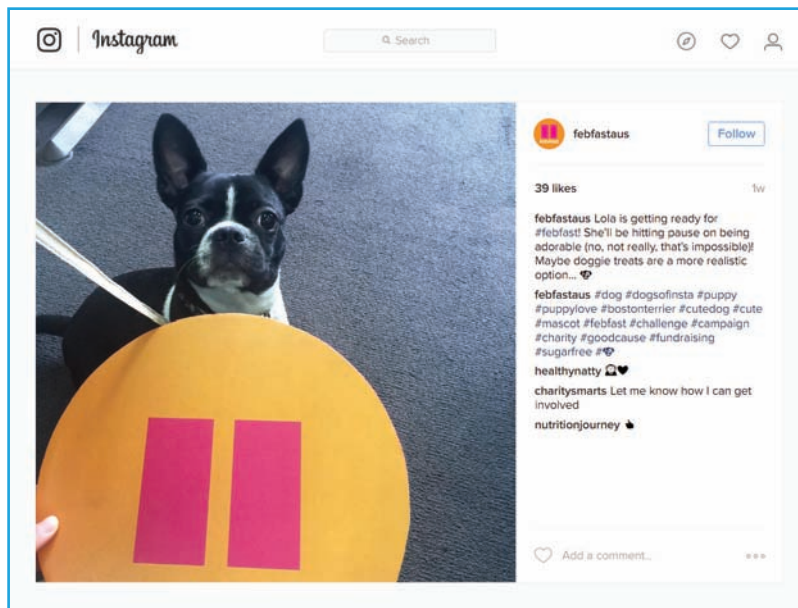 Instagram
Search
febfastaus
Follow
39 likes
1w
febfastaus Lola is getting ready for
#febfast! She'll be hitting pause on being
adorable (no, not really, that's impossible)!
Maybe doggie treats are a more realistic
option... 🐶
febfastaus #dog #dogsofinsta #puppy
#puppylove #bostonterrier #cutedog #cute
#mascot #febfast #challenge #campaign
#charity #goodcause #fundraising
#sugarfree #🐶
healthynatty
charitysmarts Let me know how I can get
involved
nutritionjourney 👆
Add a comment...